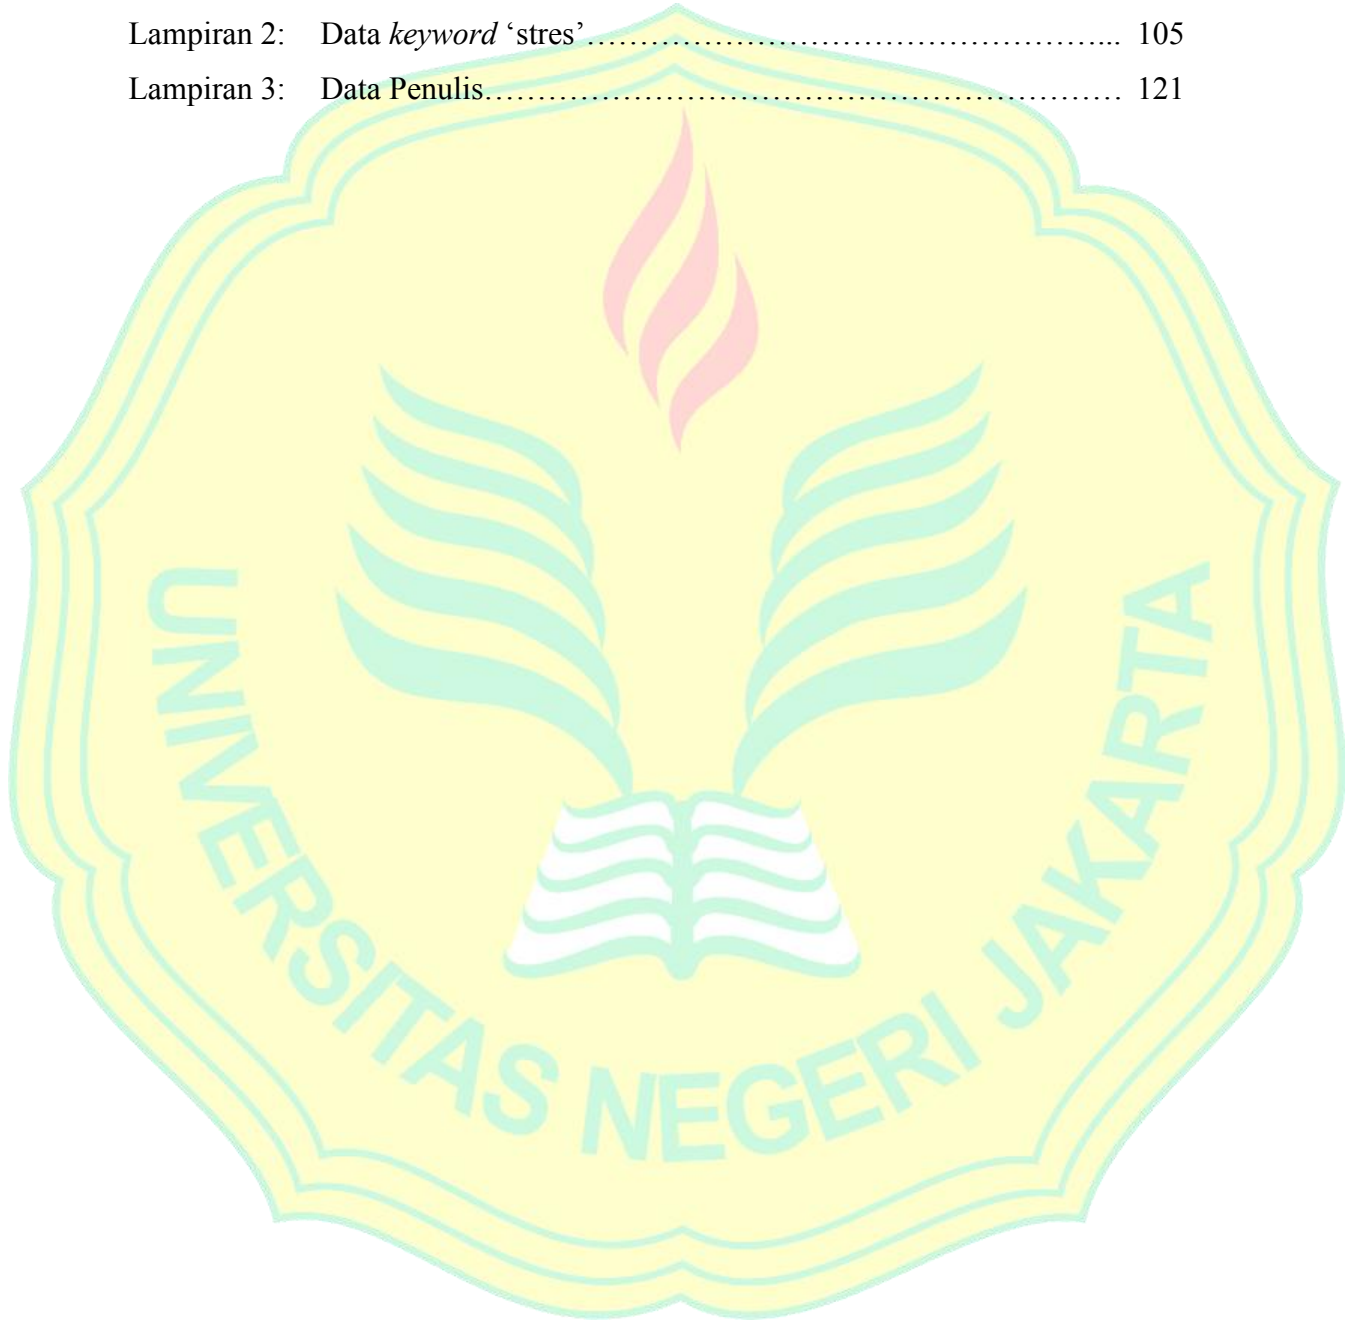 Lampiran 2: Data keyword ‘stres’……………………………………………... 105
Lampiran 3: Data Penulis…………………………………………………… 121
UNIVERSITAS NEGERI JAKARTA